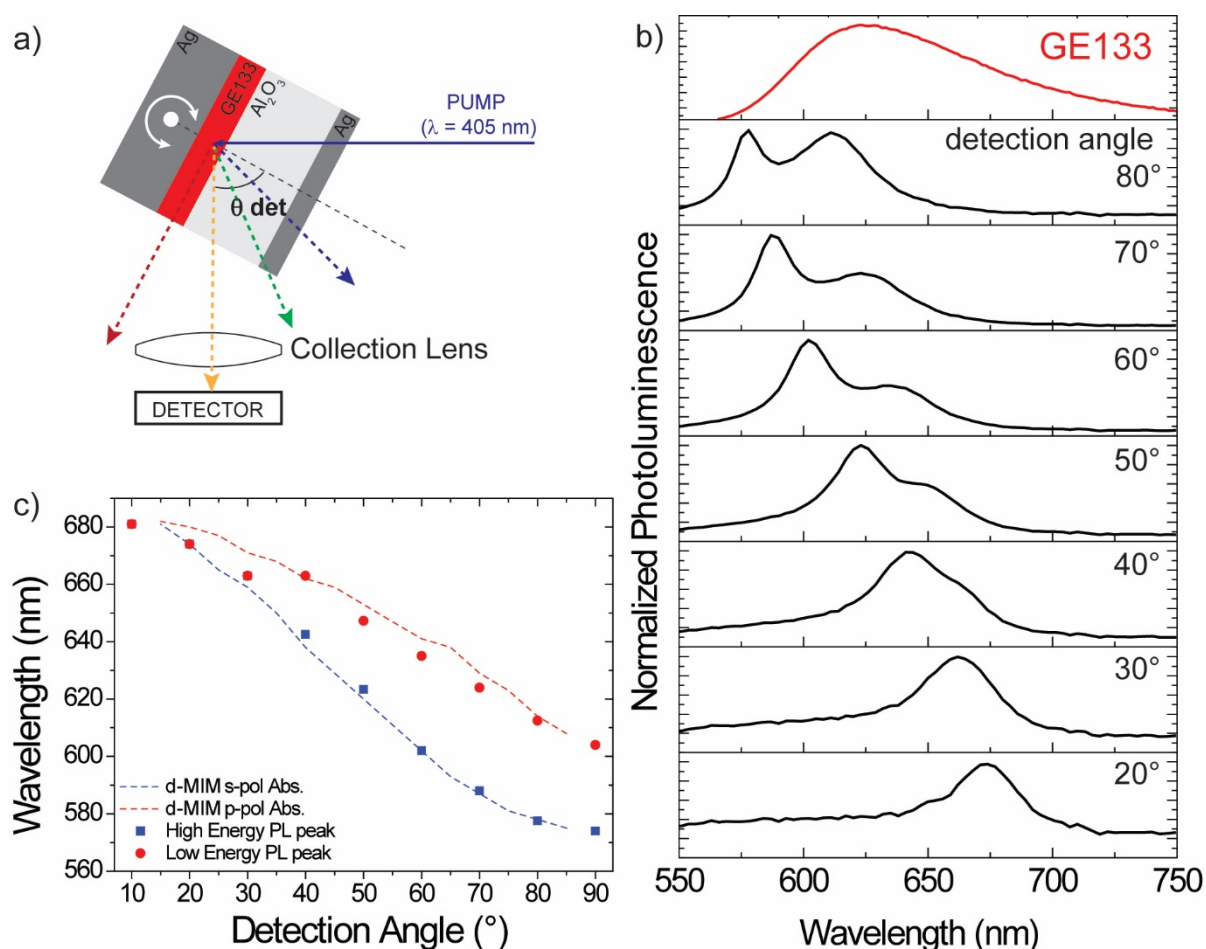 a)
Ag
GE133
Al₂O₃
Ag
PUMP
(λ = 405 nm)
θ det
Collection Lens
DETECTOR
b)
GE133
detection angle
80°
70°
60°
50°
40°
30°
20°
Normalized Photoluminescence
550 600 650 700 750
Wavelength (nm)
c)
680
660
640
620
600
580
560
Wavelength (nm)
d-MIM s-pol Abs.
d-MIM p-pol Abs.
High Energy PL peak
Low Energy PL peak
10 20 30 40 50 60 70 80 90
Detection Angle (°)